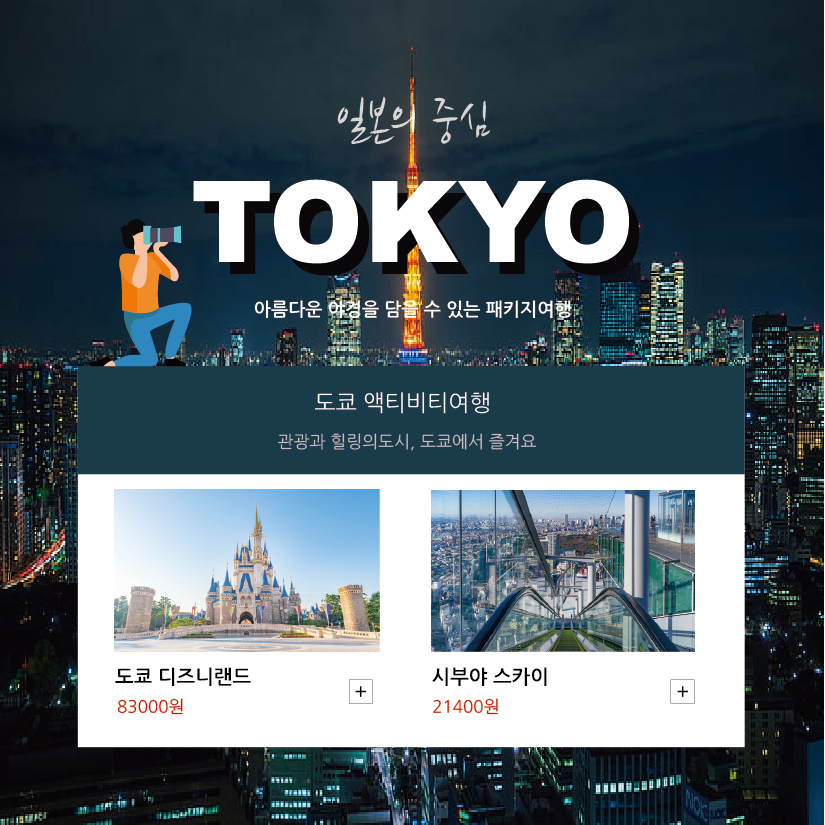 일본의 중심
TOKYO
아름다운 야경을 담을 수 있는 패키지여행
도쿄 액티비티여행
관광과 힐링의도시, 도쿄에서 즐겨요
도쿄 디즈니랜드
83000원
+
시부야 스카이
21400원
+